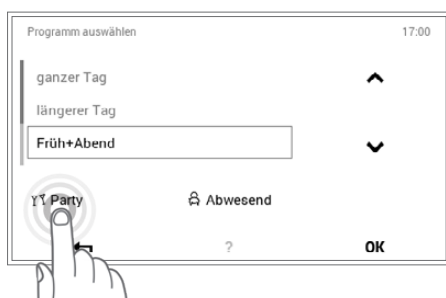 Programm auswählen 17:00
ganzer Tag
längerer Tag
Früh+Abend
Party Abwesend
? OK